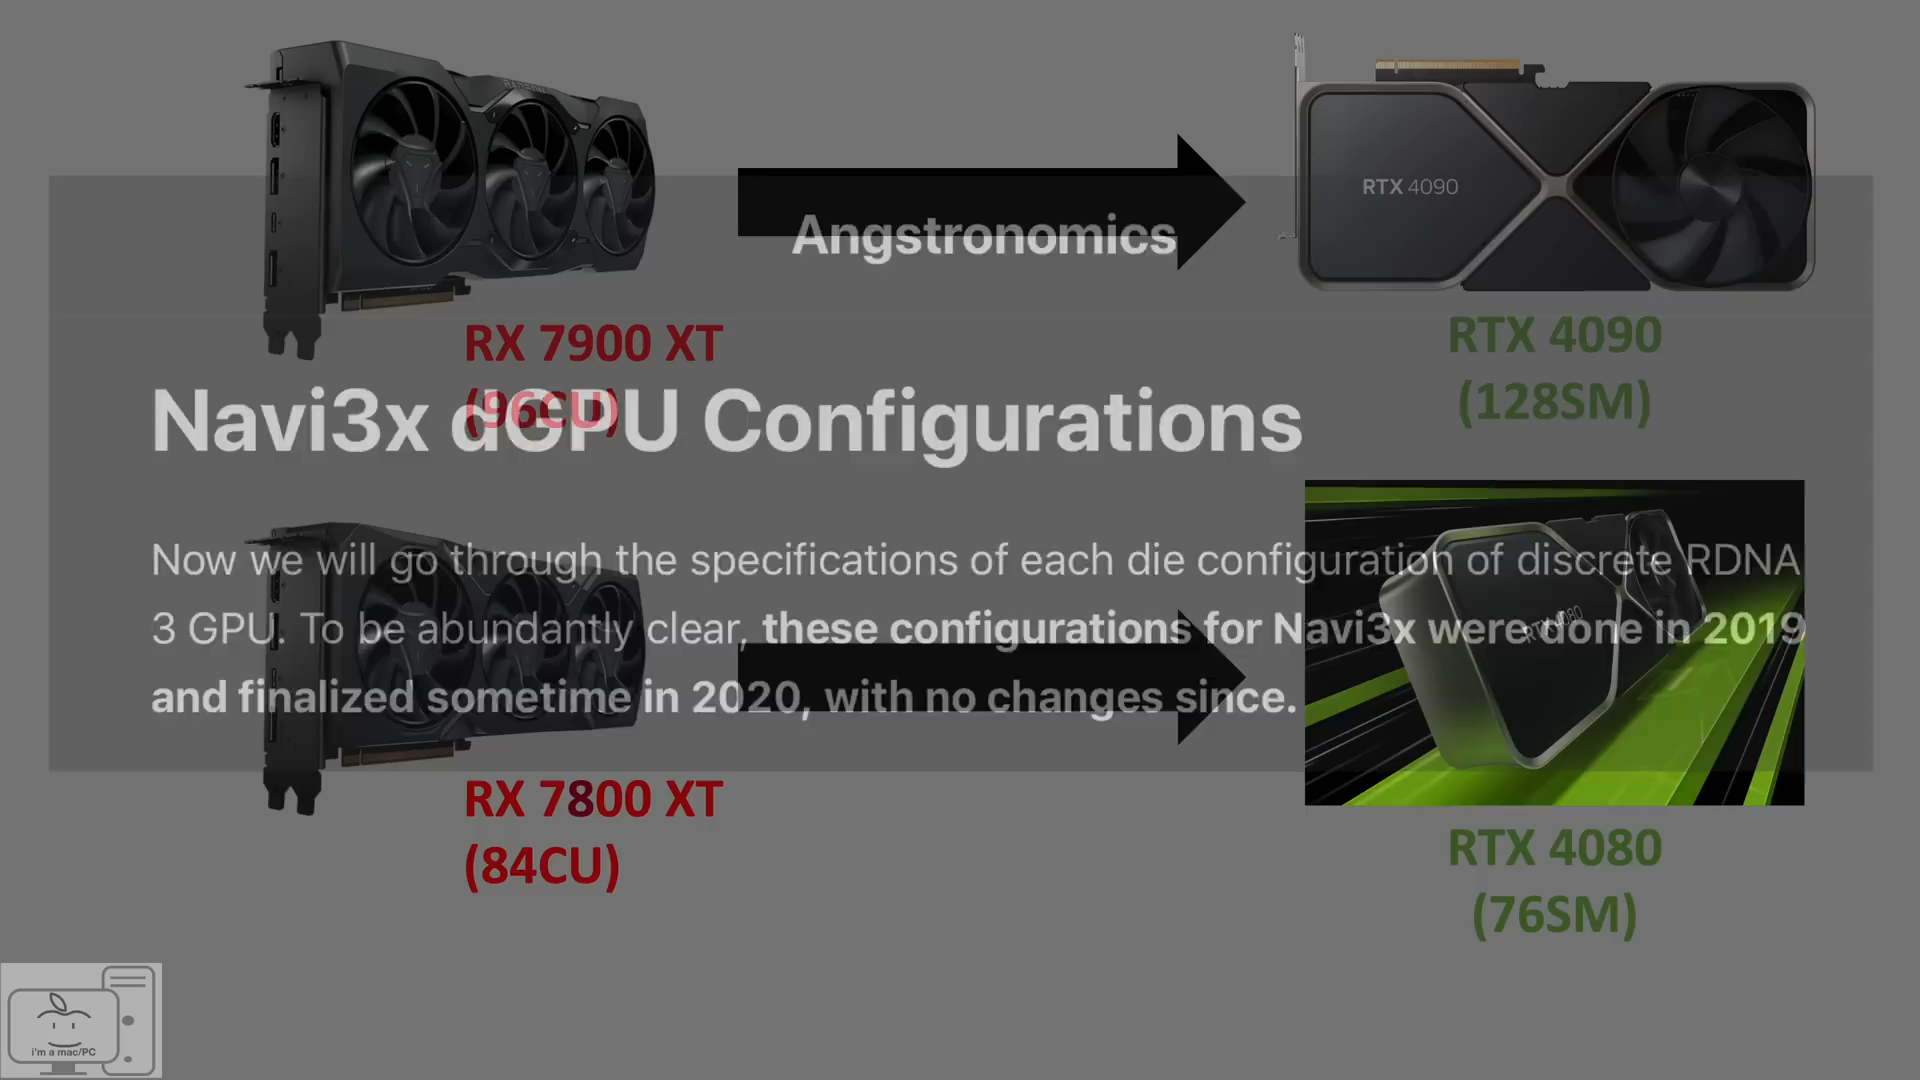 RTX 4090
Angstronomics
RX 7900 XT
(96CU)
RTX 4090
(128SM)
Navi3x dGPU Configurations
Now we will go through the specifications of each die configuration of discrete RDNA
3 GPU. To be abundantly clear, these configurations for Navi3x were done in 2019
and finalized sometime in 2020, with no changes since.
RTX 4080
RX 7800 XT
(84CU)
RTX 4080
(76SM)
i'm a mac/PC